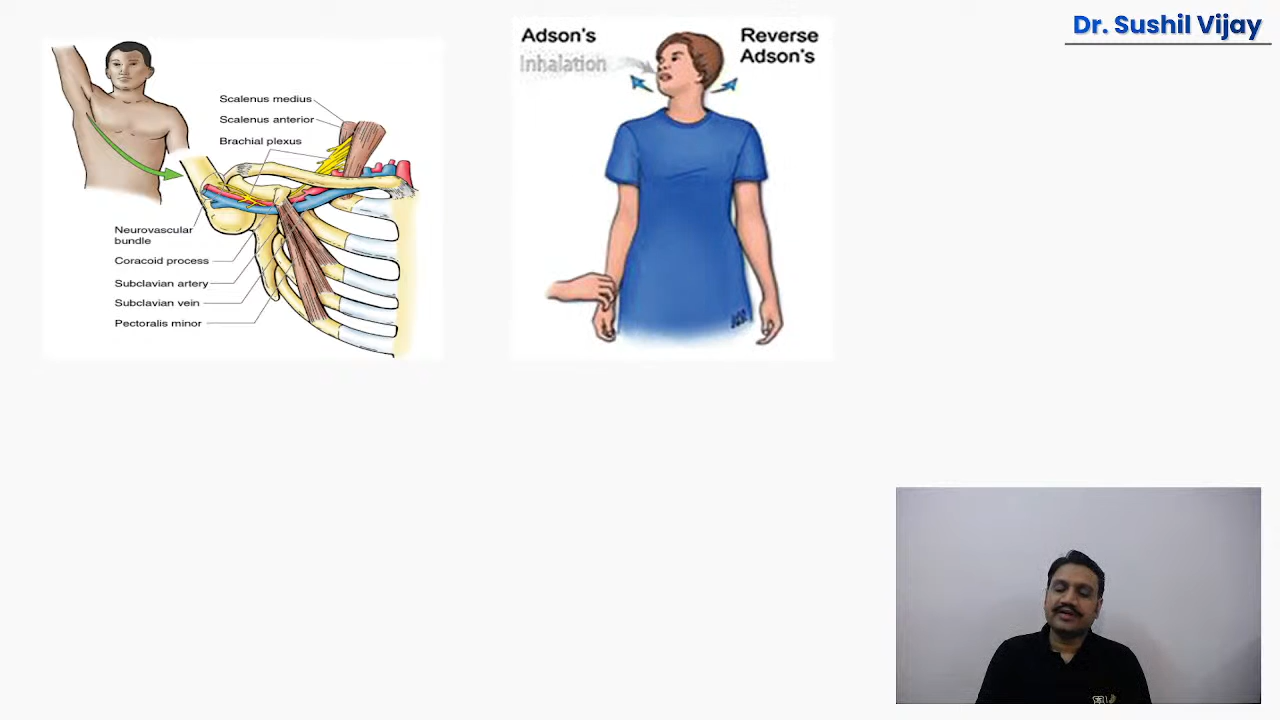 Dr. Sushil Vijay
Adson's
Inhalation
Reverse
Adson's
Scalenus medius
Scalenus anterior
Brachial plexus
Neurovascular
bundle
Coracoid process
Subclavian artery
Subclavian vein
Pectoralis minor